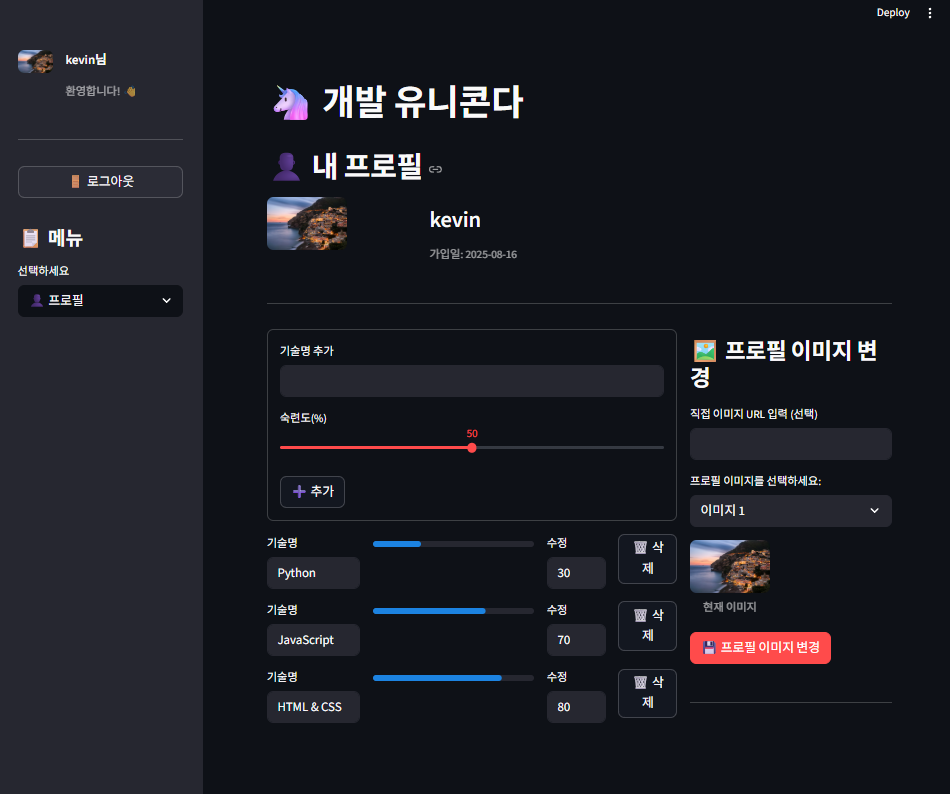 Deploy
kevin님
환영합니다! 👋
🚪 로그아웃
📋 메뉴
선택하세요
👤 프로필
🦄 개발 유니콘다
👤 내 프로필
kevin
가입일: 2025-08-16
기술명 추가
숙련도(%)
50
➕ 추가
기술명
수정
🗑️ 삭
제
Python
30
기술명
수정
🗑️ 삭
제
JavaScript
70
기술명
수정
🗑️ 삭
제
HTML & CSS
80
🖼️ 프로필 이미지 변
경
직접 이미지 URL 입력 (선택)
프로필 이미지를 선택하세요:
이미지 1
현재 이미지
💾 프로필 이미지 변경